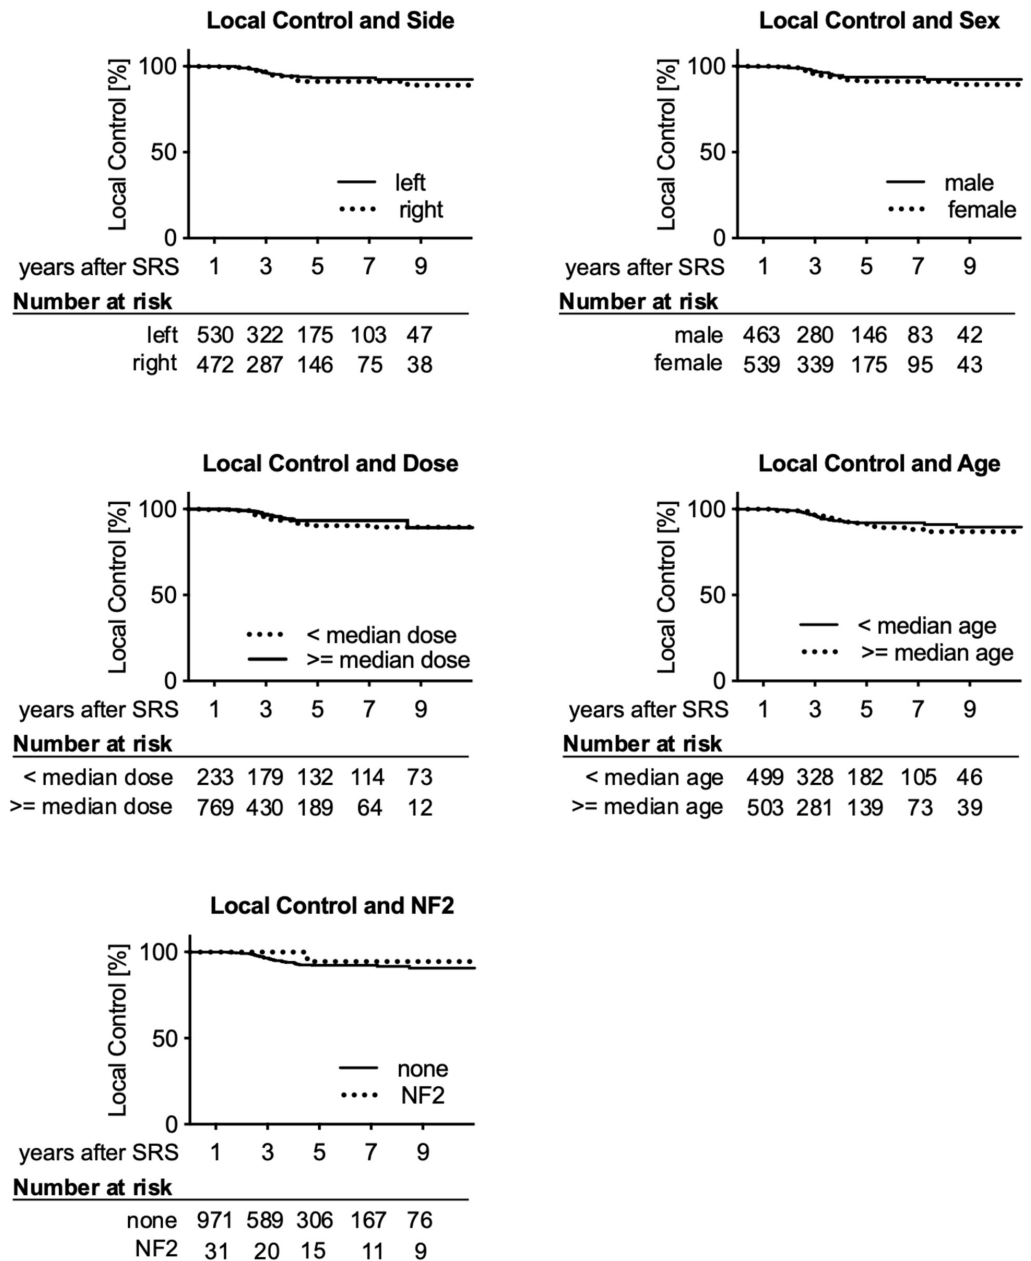 Local Control and Side
Local Control [%]
100
50
0
left
right
years after SRS 1 3 5 7 9
Number at risk
left 530 322 175 103 47
right 472 287 146 75 38
Local Control and Sex
Local Control [%]
100
50
0
male
female
years after SRS 1 3 5 7 9
Number at risk
male 463 280 146 83 42
female 539 339 175 95 43
Local Control and Dose
Local Control [%]
100
50
0
< median dose
>= median dose
years after SRS 1 3 5 7 9
Number at risk
< median dose 233 179 132 114 73
>= median dose 769 430 189 64 12
Local Control and Age
Local Control [%]
100
50
0
< median age
>= median age
years after SRS 1 3 5 7 9
Number at risk
< median age 499 328 182 105 46
>= median age 503 281 139 73 39
Local Control and NF2
Local Control [%]
100
50
0
none
NF2
years after SRS 1 3 5 7 9
Number at risk
none 971 589 306 167 76
NF2 31 20 15 11 9